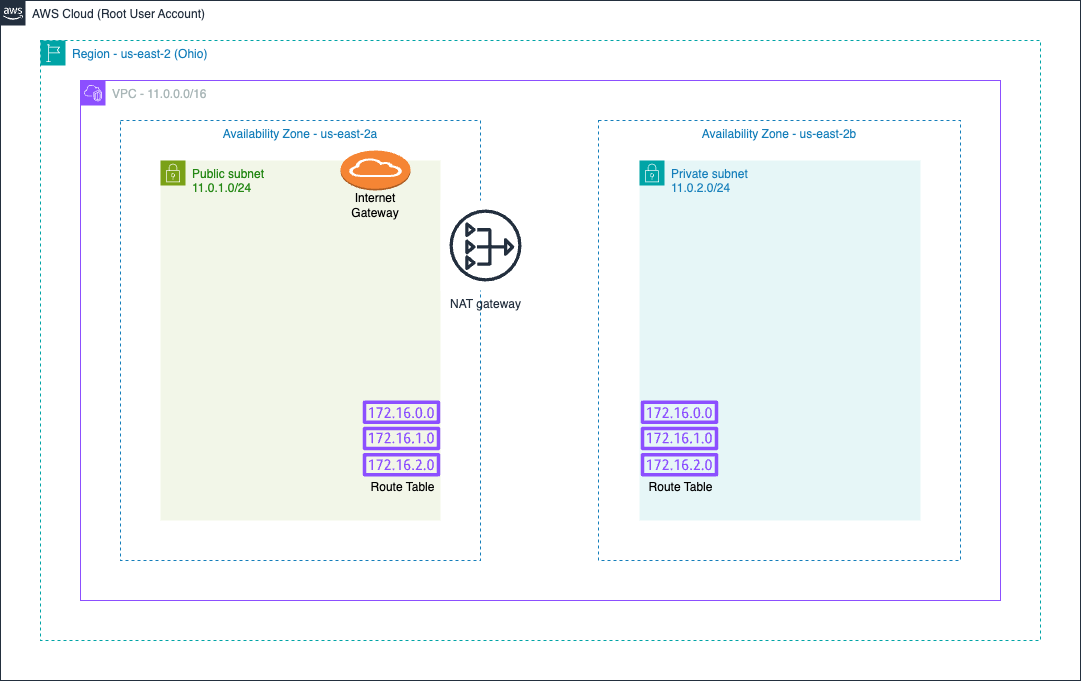 aws
AWS Cloud (Root User Account)
Region - us-east-2 (Ohio)
VPC - 11.0.0.0/16
Availability Zone - us-east-2a
Availability Zone - us-east-2b
Public subnet
11.0.1.0/24
Internet
Gateway
Private subnet
11.0.2.0/24
NAT gateway
172.16.0.0
172.16.1.0
172.16.2.0
Route Table
172.16.0.0
172.16.1.0
172.16.2.0
Route Table